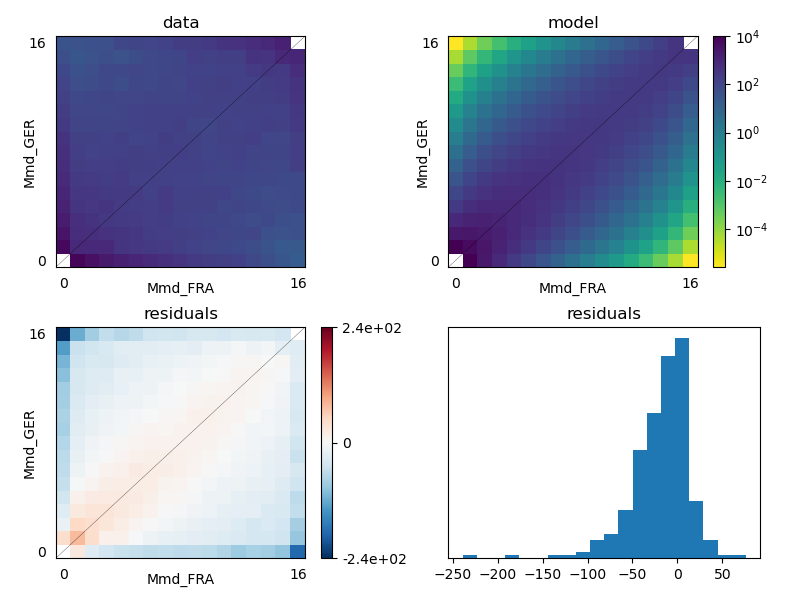 data
16
Mmd_GER
0
0
16
Mmd_FRA
model
16
Mmd_GER
0
0
16
Mmd_FRA
10^4
10^2
10^0
10^−2
10^−4
residuals
16
Mmd_GER
0
0
16
Mmd_FRA
2.4e+02
0
-2.4e+02
residuals
−250 −200 −150 −100 −50 0 50